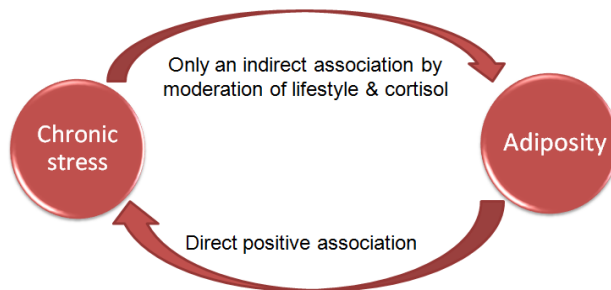 Only an indirect association by
moderation of lifestyle & cortisol
Chronic
stress
Adiposity
Direct positive association